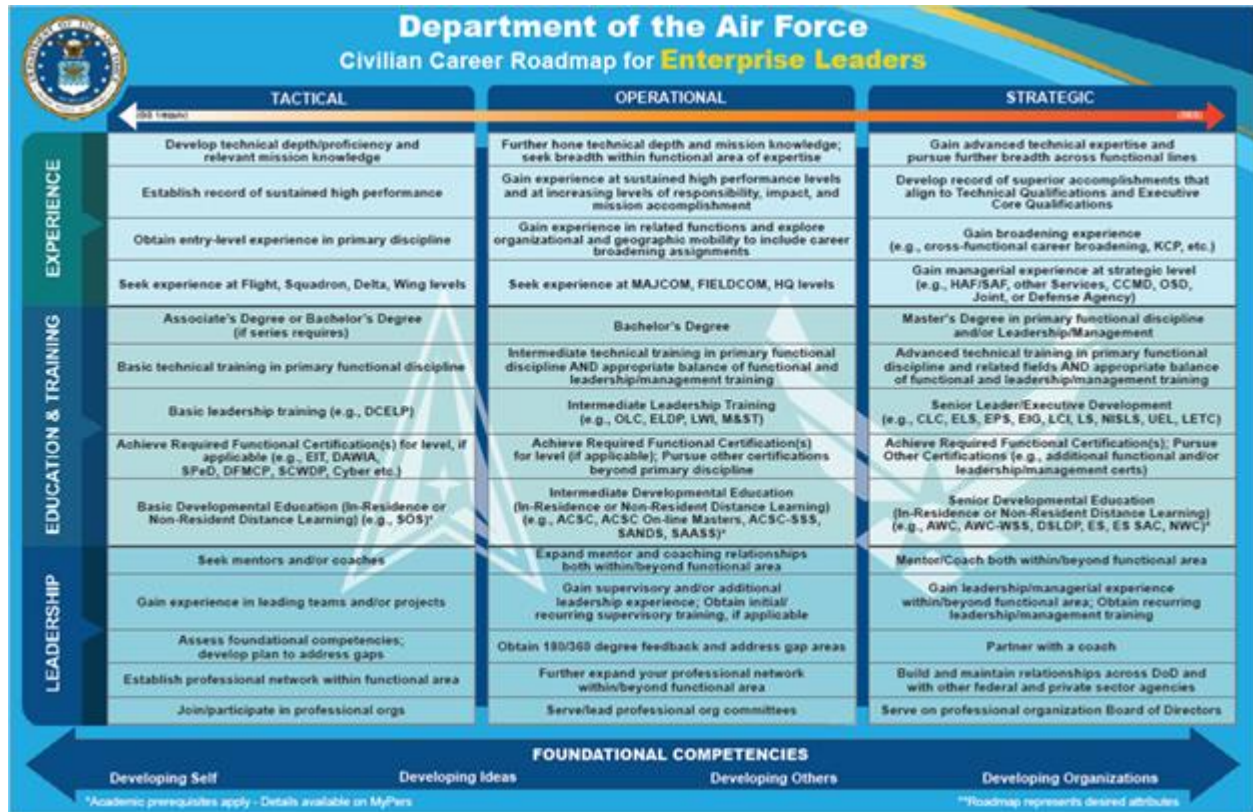 Department of the Air Force
Civilian Career Roadmap for Enterprise Leaders
TACTICAL
OPERATIONAL
STRATEGIC
EXPERIENCE
Develop technical depth/proficiency and
relevant mission knowledge
Further hone technical depth and mission knowledge;
seek breadth within functional area of expertise
Gain advanced technical expertise and
pursue further breadth across functional lines
Establish record of sustained high performance
Gain experience at sustained high performance levels
and at increasing levels of responsibility, impact, and
mission accomplishment
Develop record of superior accomplishments that
align to Technical Qualifications and Executive
Core Qualifications
Obtain entry-level experience in primary discipline
Gain experience in related functions and explore
organizational and geographic mobility to include career
broadening assignments
Gain broadening experience
(e.g., cross-functional career broadening, KCP, etc.)
Seek experience at Flight, Squadron, Delta, Wing levels
Seek experience at MAJCOM, FIELDCOM, HQ levels
Gain managerial experience at strategic level
(e.g., HAF/SAF, other Services, CCMD, OSD,
Joint, or Defense Agency)
EDUCATION & TRAINING
Associate's Degree or Bachelor's Degree
(if series requires)
Bachelor's Degree
Master's Degree in primary functional discipline
and/or Leadership/Management
Basic technical training in primary functional discipline
Intermediate technical training in primary functional
discipline AND appropriate balance of functional and
leadership/management training
Advanced technical training in primary functional
discipline and related fields AND appropriate balance
of functional and leadership/management training
Basic leadership training (e.g., DCELP)
Intermediate Leadership Training
(e.g., OLC, ELDP, LWI, M&ST)
Senior Leader/Executive Development
(e.g., CLC, ELS, EPS, EIG, LCI, LS, NISLS, UEL, LETC)
Achieve Required Functional Certification(s) for level, if
applicable (e.g., EIT, DAWIA,
SPeD, DFMCP, SCWDP, Cyber etc.)
Achieve Required Functional Certification(s)
for level (if applicable); Pursue other certifications
beyond primary discipline
Achieve Required Functional Certification(s); Pursue
Other Certifications (e.g., additional functional and/or
leadership/management certs)
Basic Developmental Education (In-Residence or
Non-Resident Distance Learning) (e.g., SOS)*
Intermediate Developmental Education
(In-Residence or Non-Resident Distance Learning)
(e.g., ACSC, ACSC On-line Masters, ACSC-SSS,
SANDS, SAASS)*
Senior Developmental Education
(In-Residence or Non-Resident Distance Learning)
(e.g., AWC, AWC-WSS, DSLDP, ES, ES SAC, NWC)*
LEADERSHIP
Seek mentors and/or coaches
Expand mentor and coaching relationships
both within/beyond functional area
Mentor/Coach both within/beyond functional area
Gain experience in leading teams and/or projects
Gain supervisory and/or additional
leadership experience; Obtain initial/
recurring supervisory training, if applicable
Gain leadership/managerial experience
within/beyond functional area; Obtain recurring
leadership/management training
Assess foundational competencies;
develop plan to address gaps
Obtain 180/360 degree feedback and address gap areas
Partner with a coach
Establish professional network within functional area
Further expand your professional network
within/beyond functional area
Build and maintain relationships across DoD and
with other federal and private sector agencies
Join/participate in professional orgs
Serve/lead professional org committees
Serve on professional organization Board of Directors
FOUNDATIONAL COMPETENCIES
Developing Self
Developing Ideas
Developing Others
Developing Organizations
*Academic prerequisites apply - Details available on MyPers
**Roadmap represents desired attributes